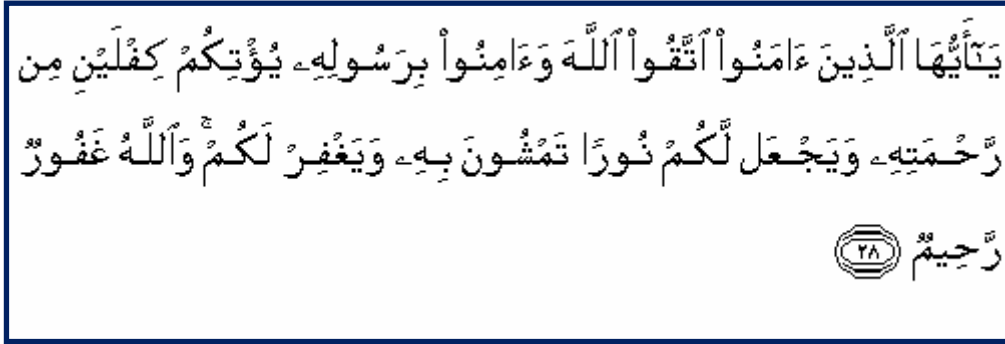 يَـٰٓأَيُّهَا ٱلَّذِينَ ءَامَنُوا۟ ٱتَّقُوا۟ ٱللَّهَ وَءَامِنُوا۟ بِرَسُولِهِۦ يُؤْتِكُمْ كِفْلَيْنِ مِن
رَّحْمَتِهِۦ وَيَجْعَل لَّكُمْ نُورًا تَمْشُونَ بِهِۦ وَيَغْفِرْ لَكُمْ ۚ وَٱللَّهُ غَفُورٌ
رَّحِيمٌ ٢٨